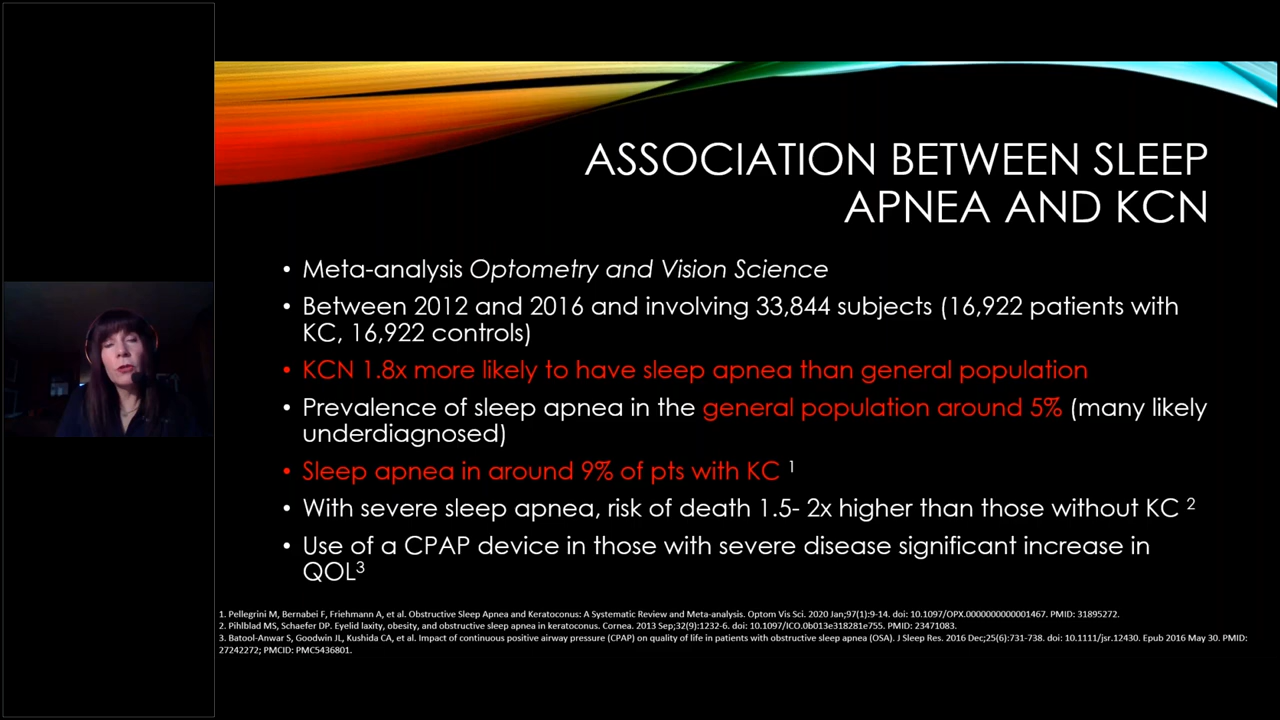 ASSOCIATION BETWEEN SLEEP
APNEA AND KCN
• Meta-analysis Optometry and Vision Science
• Between 2012 and 2016 and involving 33,844 subjects (16,922 patients with
KC, 16,922 controls)
• KCN 1.8x more likely to have sleep apnea than general population
• Prevalence of sleep apnea in the general population around 5% (many likely
underdiagnosed)
• Sleep apnea in around 9% of pts with KC 1
• With severe sleep apnea, risk of death 1.5- 2x higher than those without KC 2
• Use of a CPAP device in those with severe disease significant increase in
QOL3
1. Pellegrini M, Bernabei F, Friehmann A, et al. Obstructive Sleep Apnea and Keratoconus: A Systematic Review and Meta-analysis. Optom Vis Sci. 2020 Jan;97(1):9-14. doi: 10.1097/OPX.0000000000001467. PMID: 31895272.
2. Pihlblad MS, Schaefer DP. Eyelid laxity, obesity, and obstructive sleep apnea in keratoconus. Cornea. 2013 Sep;32(9):1232-6. doi: 10.1097/ICO.0b013e318281e755. PMID: 23471083.
3. Batool-Anwar S, Goodwin JL, Kushida CA, et al. Impact of continuous positive airway pressure (CPAP) on quality of life in patients with obstructive sleep apnea (OSA). J Sleep Res. 2016 Dec;25(6):731-738. doi: 10.1111/jsr.12430. Epub 2016 May 30. PMID:
27242272; PMCID: PMC5436801.